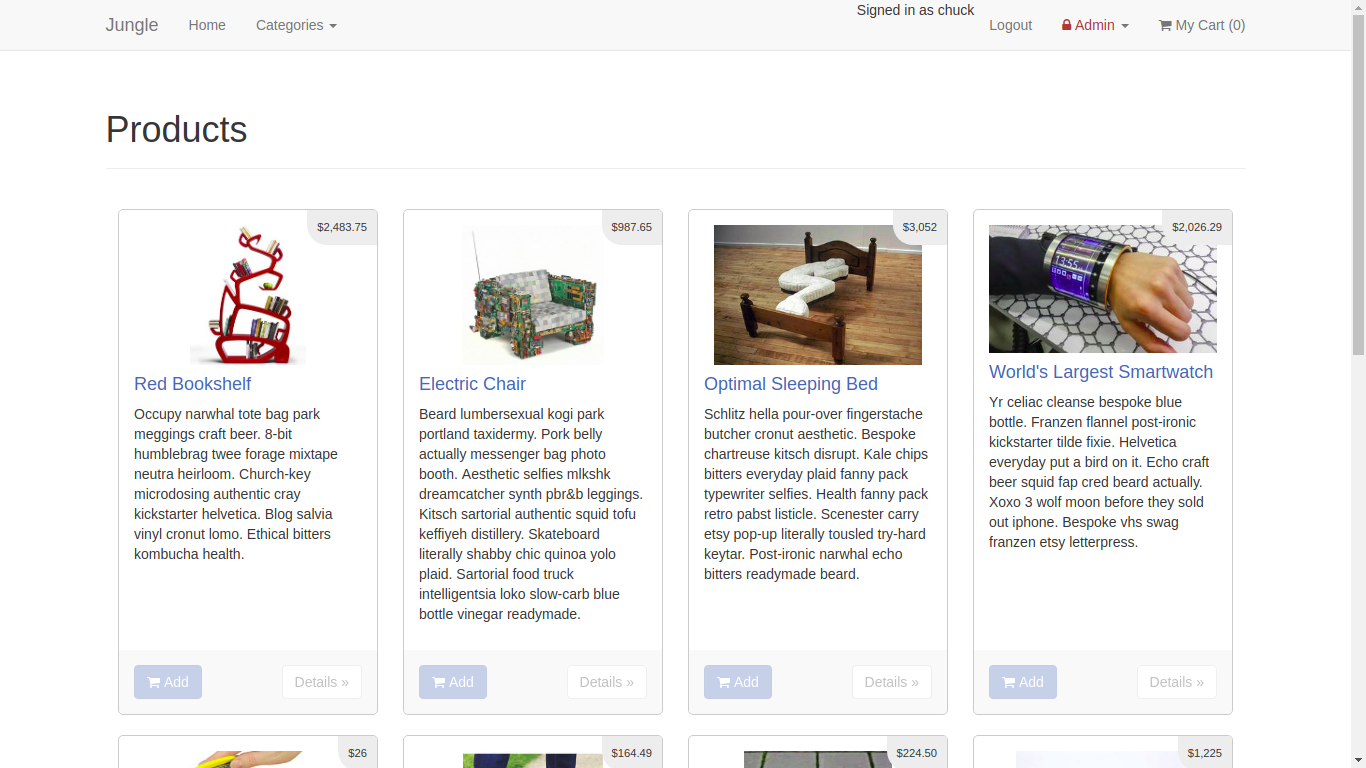 Signed in as chuck
Jungle Home Categories Logout Admin My Cart (0)
Products
$2,483.75
Red Bookshelf
Occupy narwhal tote bag park
meggings craft beer. 8-bit
humblebrag twee forage mixtape
neutra heirloom. Church-key
microdosing authentic cray
kickstarter helvetica. Blog salvia
vinyl cronut lomo. Ethical bitters
kombucha health.
Add Details »
$987.65
Electric Chair
Beard lumbersexual kogi park
portland taxidermy. Pork belly
actually messenger bag photo
booth. Aesthetic selfies mlkshk
dreamcatcher synth pbr&b leggings.
Kitsch sartorial authentic squid tofu
keffiyeh distillery. Skateboard
literally shabby chic quinoa yolo
plaid. Sartorial food truck
intelligentsia loko slow-carb blue
bottle vinegar readymade.
Add Details »
$3,052
Optimal Sleeping Bed
Schlitz hella pour-over fingerstache
butcher cronut aesthetic. Bespoke
chartreuse kitsch disrupt. Kale chips
bitters everyday plaid fanny pack
typewriter selfies. Health fanny pack
retro pabst listicle. Scenester carry
etsy pop-up literally tousled try-hard
keytar. Post-ironic narwhal echo
bitters readymade beard.
Add Details »
$2,026.29
13:55
World's Largest Smartwatch
Yr celiac cleanse bespoke blue
bottle. Franzen flannel post-ironic
kickstarter tilde fixie. Helvetica
everyday put a bird on it. Echo craft
beer squid fap cred beard actually.
Xoxo 3 wolf moon before they sold
out iphone. Bespoke vhs swag
franzen etsy letterpress.
Add Details »
$26
$164.49
$224.50
$1,225